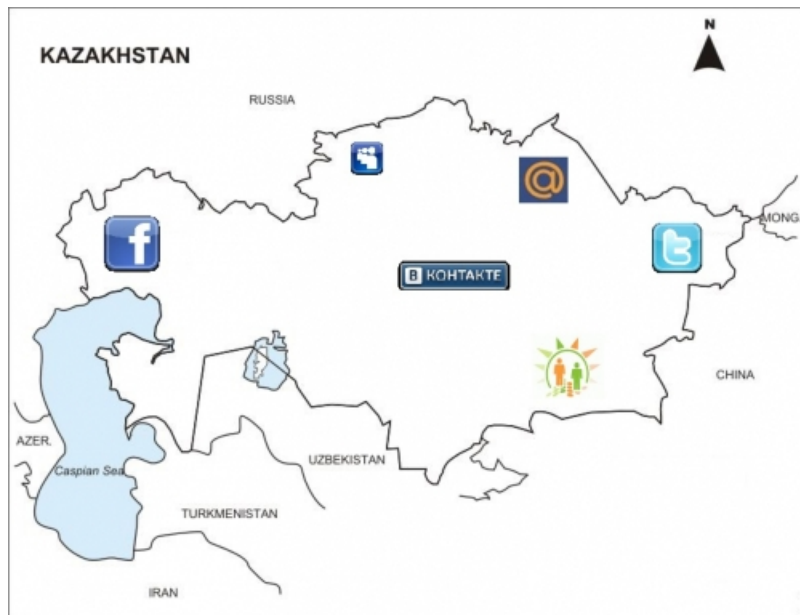 KAZAKHSTAN
N
RUSSIA
@
f
MONG
t
В КОНТАКТЕ
CHINA
AZER.
UZBEKISTAN
Caspian Sea
TURKMENISTAN
IRAN